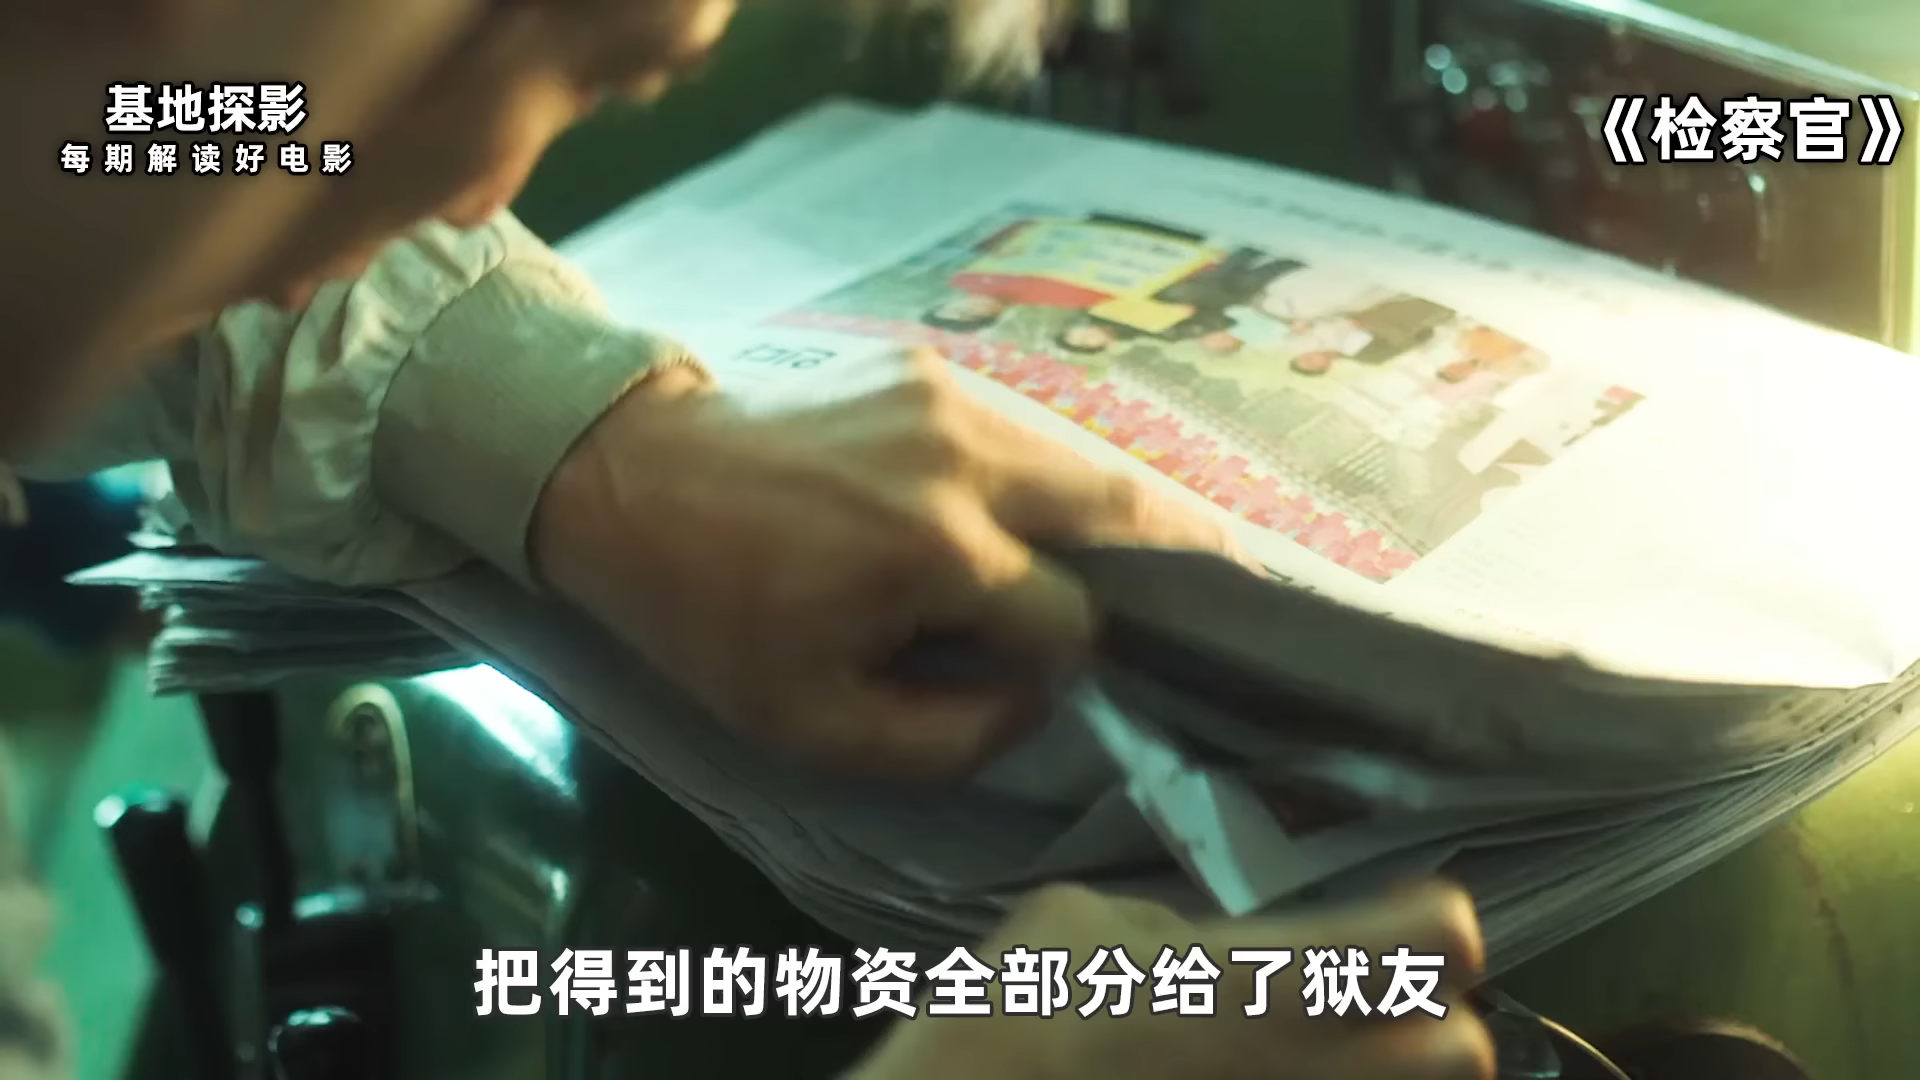 基地探影
每期解读好电影
《检察官》
把得到的物资全部分给了狱友